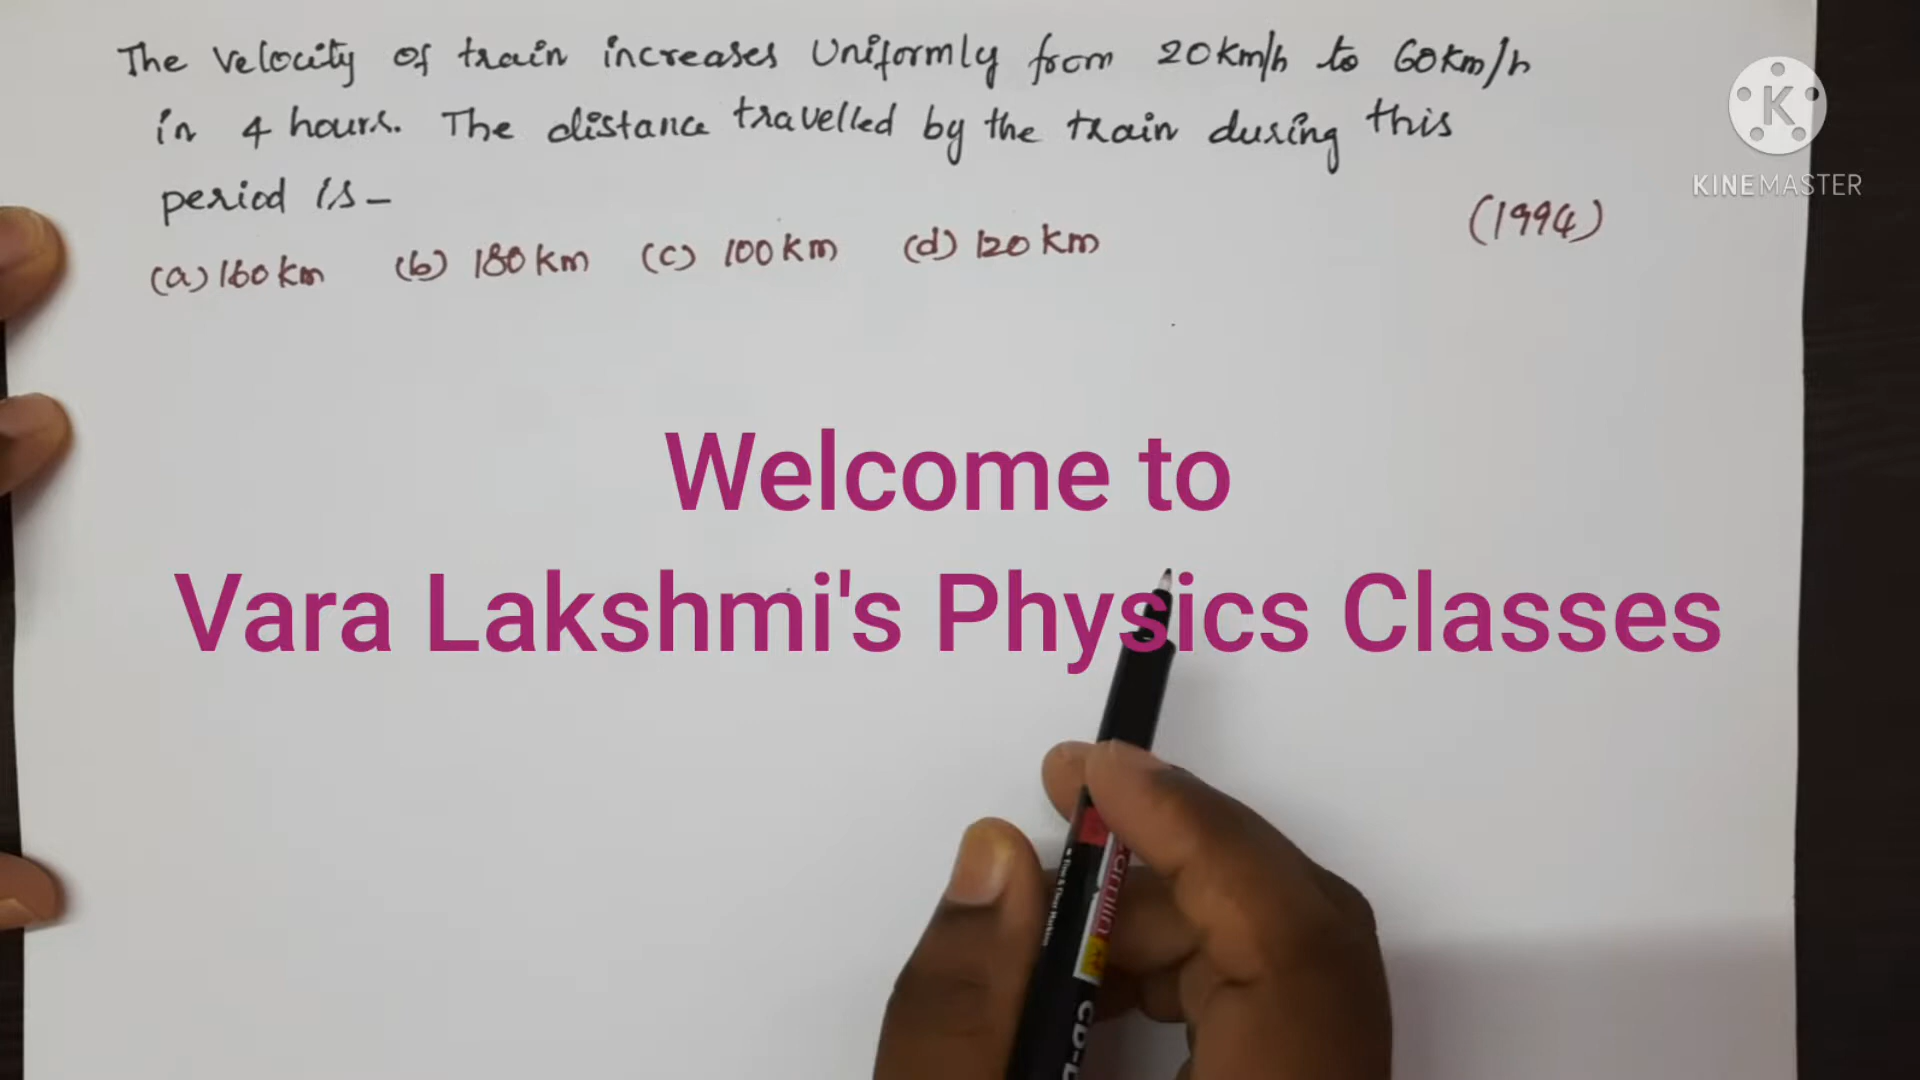 The velocity of train increases Uniformly from 20km/h to 60km/h
in 4 hours. The distance travelled by the train during this
period is-
(1994)
(a) 160 km (b) 180 km (c) 100 km (d) 120 km
K
KINEMASTER
Welcome to
Vara Lakshmi's Physics Classes
CD-